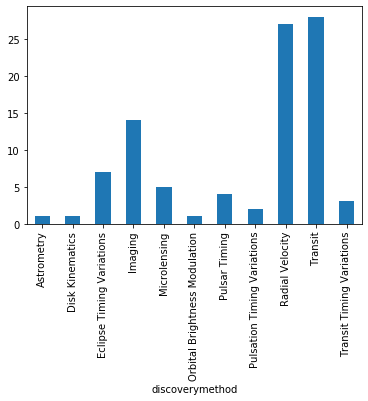 25
20
15
10
5
0
Astrometry
Disk Kinematics
Eclipse Timing Variations
Imaging
Microlensing
Orbital Brightness Modulation
Pulsar Timing
Pulsation Timing Variations
Radial Velocity
Transit
Transit Timing Variations
discoverymethod